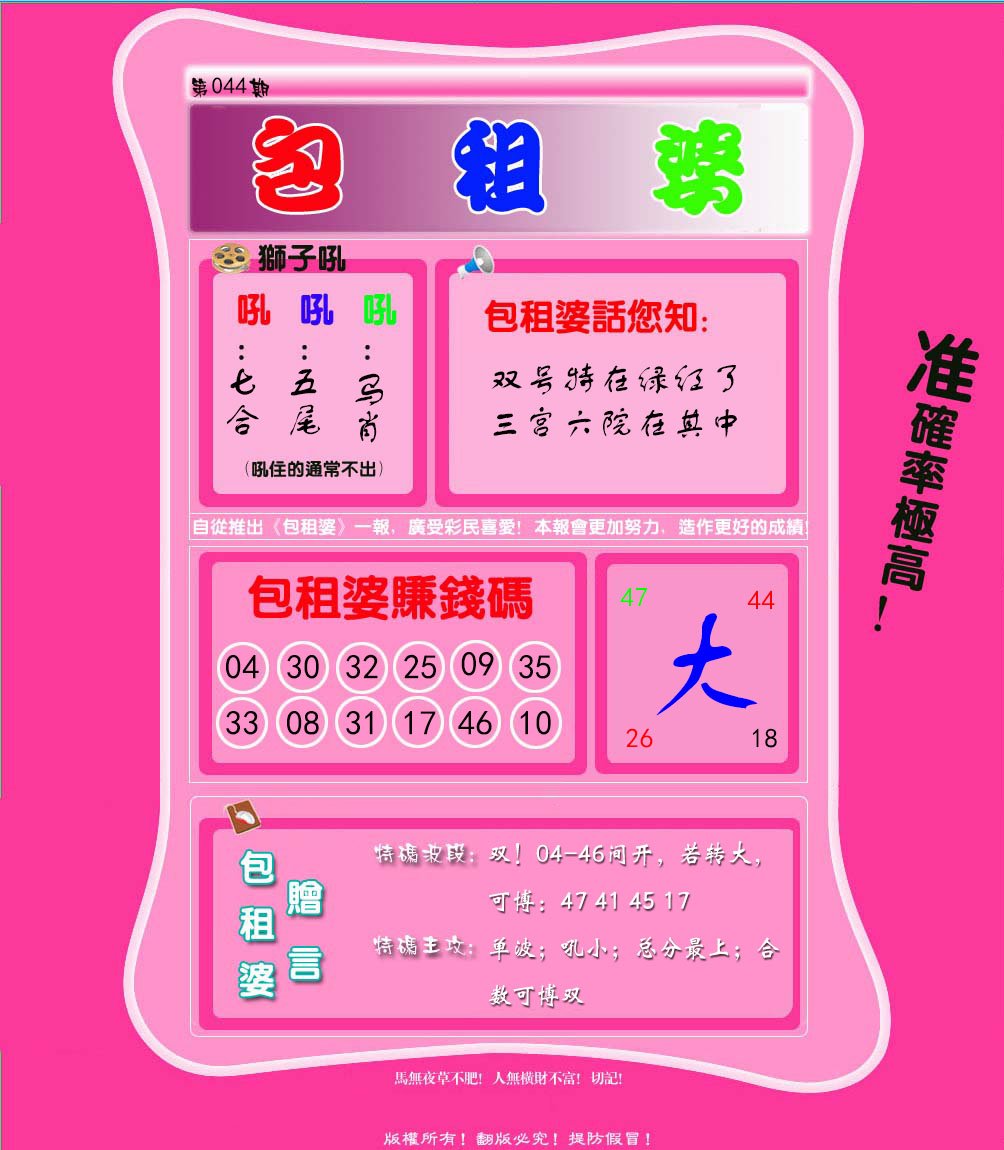 第044期
包租婆
獅子吼
吼 吼 吼
： ： ：
七 五 马
合 尾 肖
（吼住的通常不出）
包租婆話您知：
双号特在绿红了
三宫六院在其中
准確率極高！
自從推出《包租婆》一報，廣受彩民喜愛！本報會更加努力，造作更好的成績
包租婆賺錢碼
04 30 32 25 09 35
33 08 31 17 46 10
47 44
大
26 18
包租婆
贈言
特碼波段：双！04-46间开，若转大，
可博：47 41 45 17
特碼主攻：单波；吼小；总分最上；合
数可博双
馬無夜草不肥！人無橫財不富！切記！
版權所有！翻版必究！提防假冒！